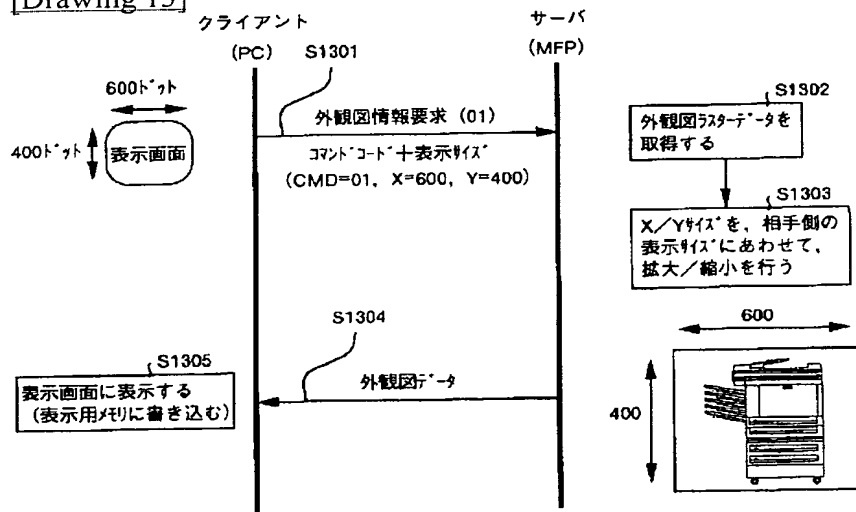 [Drawing 13]
クライアント
(PC)
サーバ
(MFP)
S1301
600ﾄﾞｯﾄ
400ﾄﾞｯﾄ
表示画面
外観図情報要求 (01)
ｺﾏﾝﾄﾞｺｰﾄﾞ＋表示ｻｲｽﾞ
(CMD=01, X=600, Y=400)
S1302
外観図ﾗｽﾀｰﾃﾞｰﾀを
取得する
S1303
X／Yｻｲｽﾞを、相手側の
表示ｻｲｽﾞにあわせて、
拡大／縮小を行う
S1304
外観図ﾃﾞｰﾀ
S1305
表示画面に表示する
(表示用ﾒﾓﾘに書き込む)
600
400